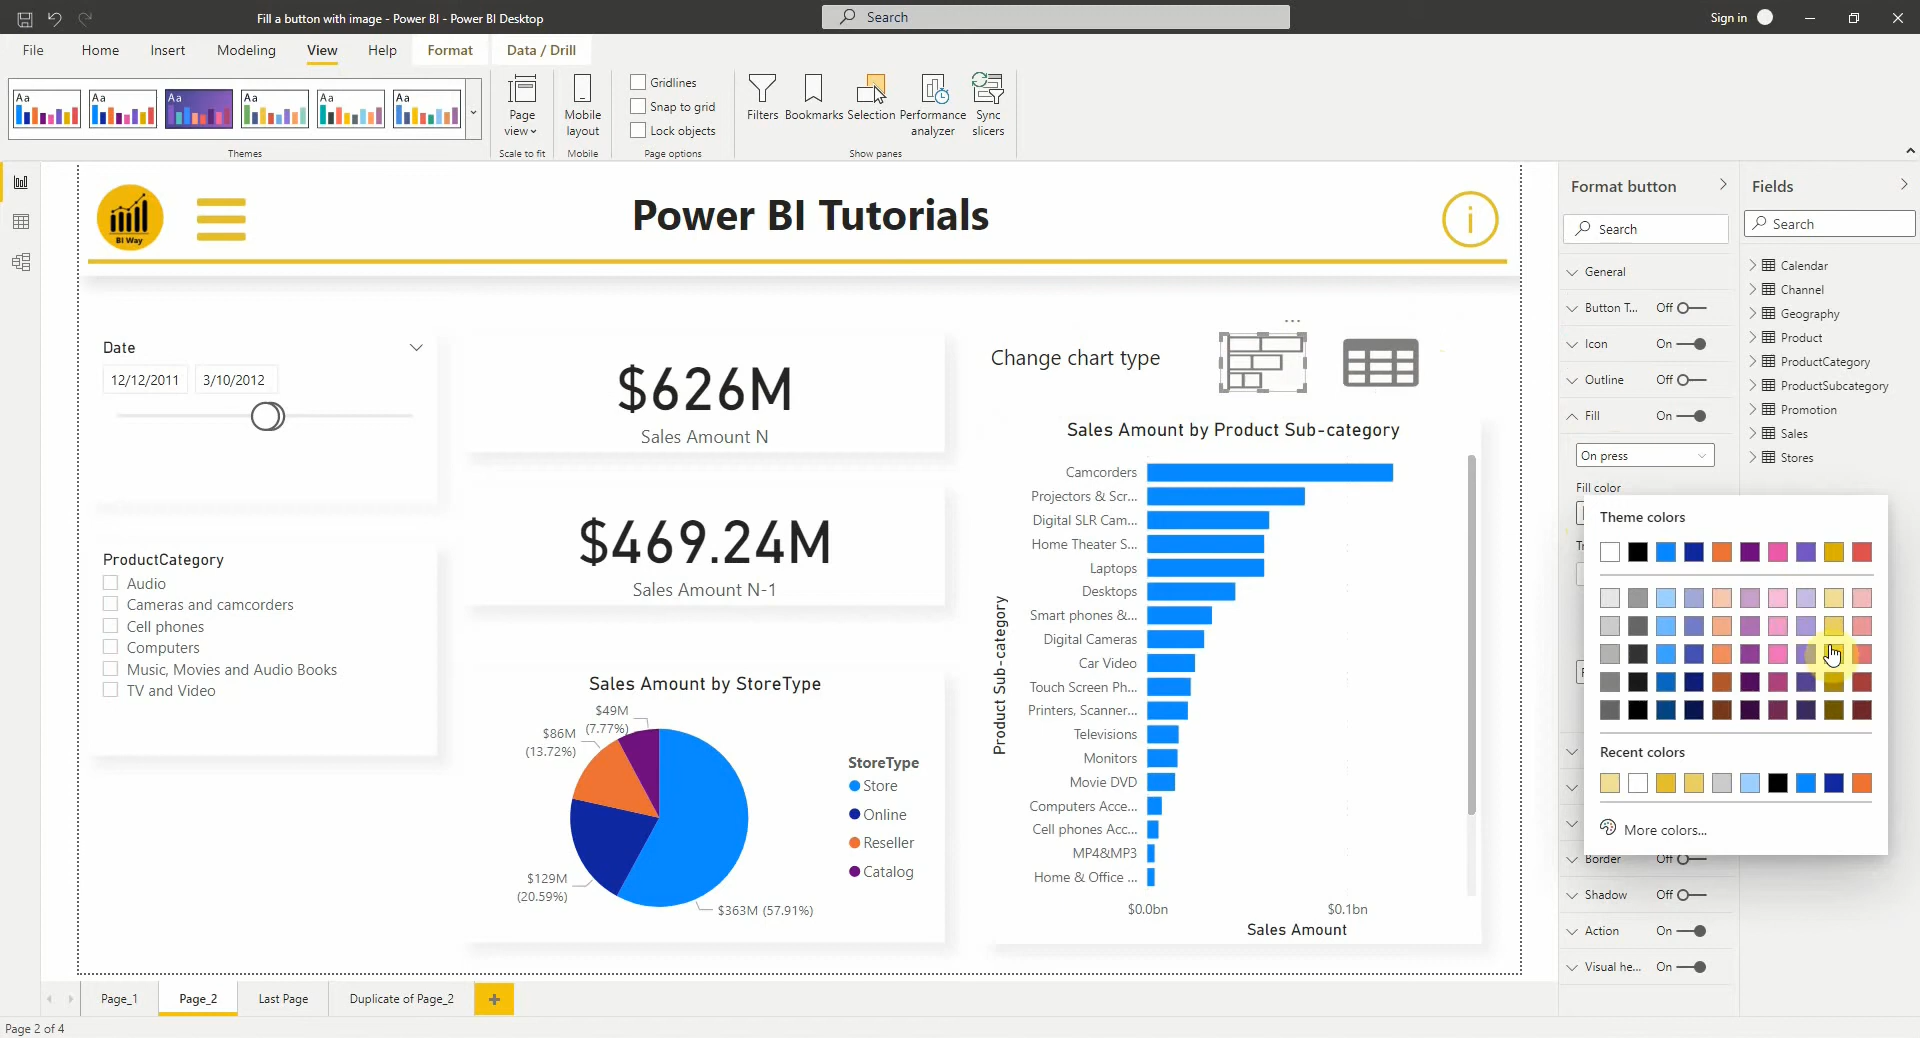 Fill a button with image - Power BI - Power BI Desktop
Search
Sign in
File
Home
Insert
Modeling
View
Help
Format
Data / Drill
Aa
Aa
Aa
Aa
Aa
Aa
Themes
Page view
Scale to fit
Mobile layout
Mobile
Gridlines
Snap to grid
Lock objects
Page options
Filters
Bookmarks
Selection
Performance analyzer
Sync slicers
Show panes
BI Way
Power BI Tutorials
i
Date
12/12/2011
3/10/2012
ProductCategory
Audio
Cameras and camcorders
Cell phones
Computers
Music, Movies and Audio Books
TV and Video
$626M
Sales Amount N
$469.24M
Sales Amount N-1
Sales Amount by StoreType
$49M
(7.77%)
$86M
(13.72%)
$129M
(20.59%)
$363M (57.91%)
StoreType
Store
Online
Reseller
Catalog
Change chart type
Sales Amount by Product Sub-category
Product Sub-category
Camcorders
Projectors & Scr...
Digital SLR Cam...
Home Theater S...
Laptops
Desktops
Smart phones &...
Digital Cameras
Car Video
Touch Screen Ph...
Printers, Scanner...
Televisions
Monitors
Movie DVD
Computers Acce...
Cell phones Acc...
MP4&MP3
Home & Office ...
$0.0bn
$0.1bn
Sales Amount
Format button
Search
General
Button T... Off
Icon On
Outline Off
Fill On
On press
Fill color
Theme colors
Recent colors
More colors...
Border Off
Shadow Off
Action On
Visual he... On
Fields
Search
Calendar
Channel
Geography
Product
ProductCategory
ProductSubcategory
Promotion
Sales
Stores
Page_1
Page_2
Last Page
Duplicate of Page_2
Page 2 of 4